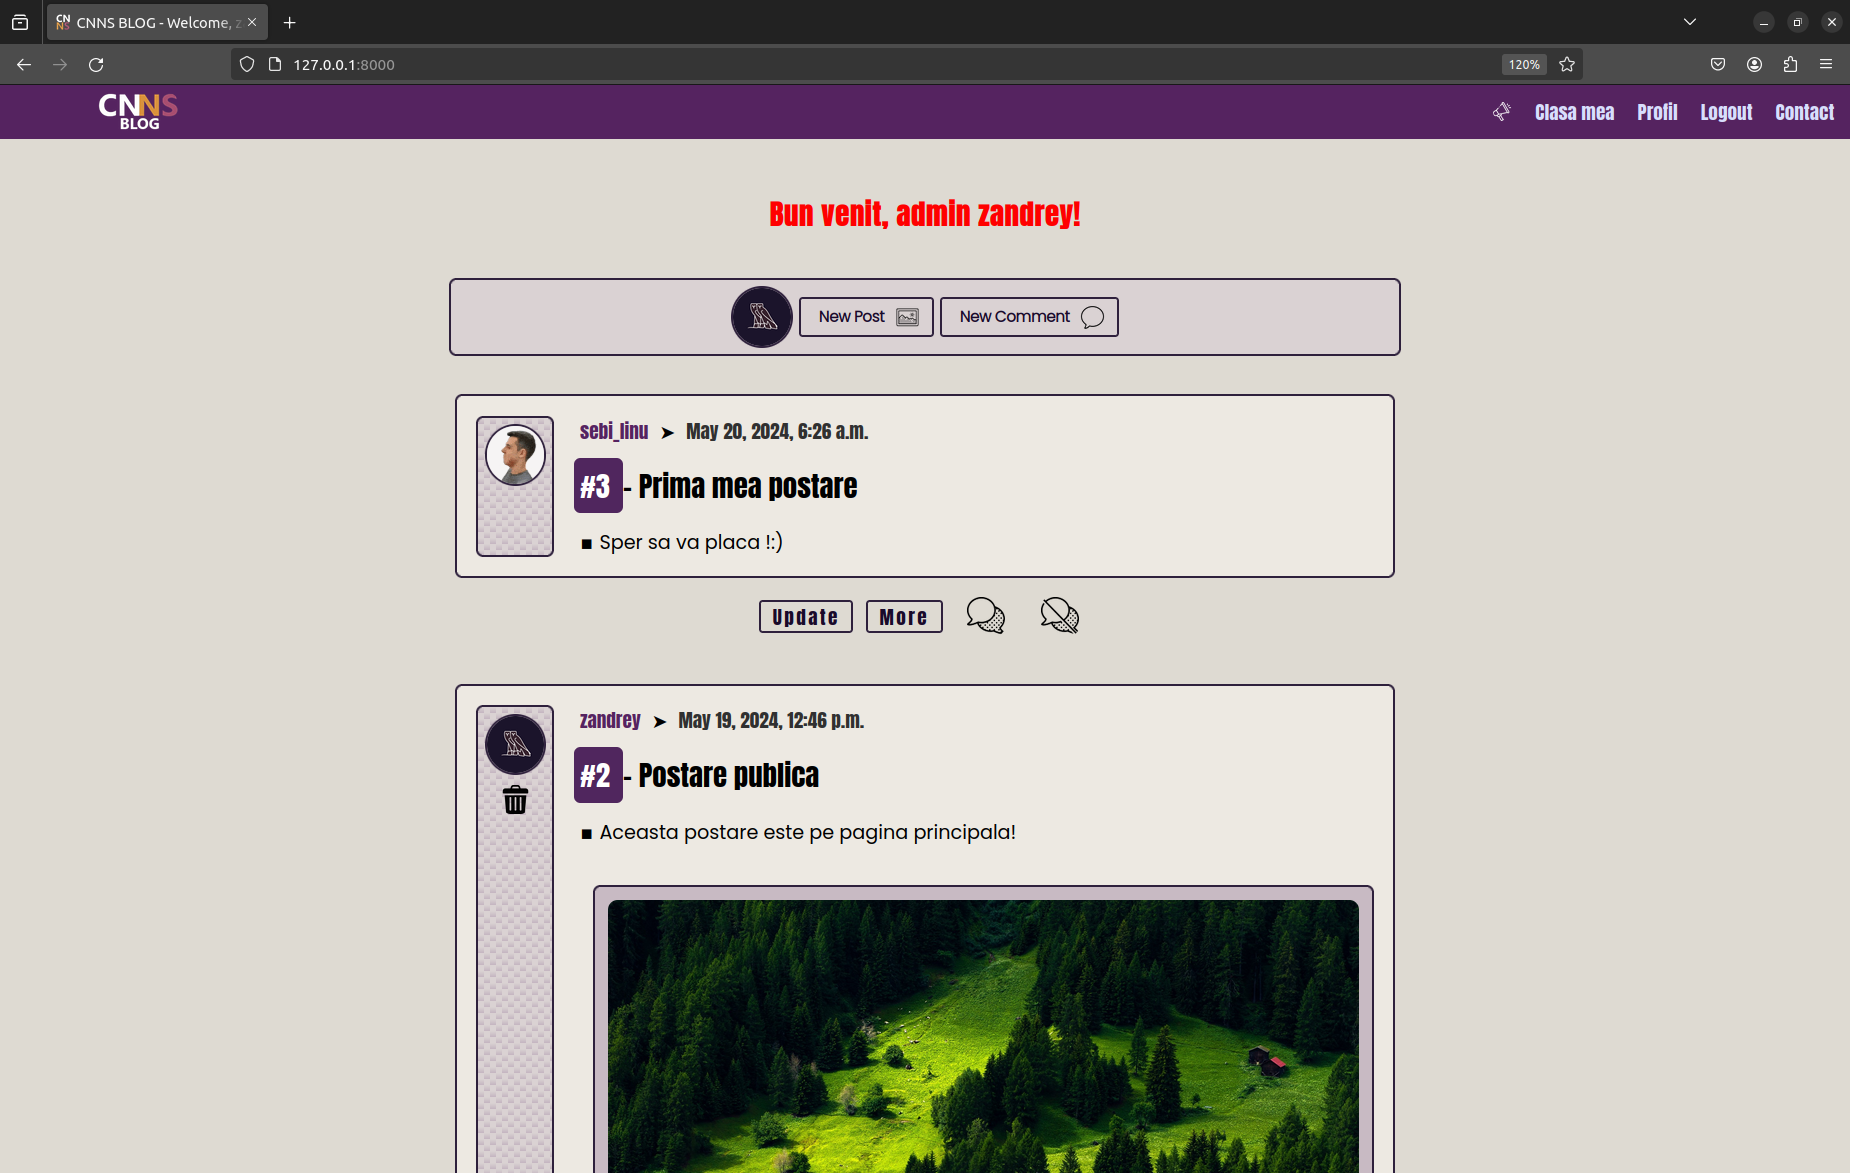 CNNS BLOG - Welcome, z
127.0.0.1:8000
120%
CNNS
BLOG
Clasa mea Profil Logout Contact
Bun venit, admin zandrey!
New Post New Comment
sebi_linu ➤ May 20, 2024, 6:26 a.m.
#3 - Prima mea postare
▪ Sper sa va placa !:)
Update More
zandrey ➤ May 19, 2024, 12:46 p.m.
#2 - Postare publica
▪ Aceasta postare este pe pagina principala!